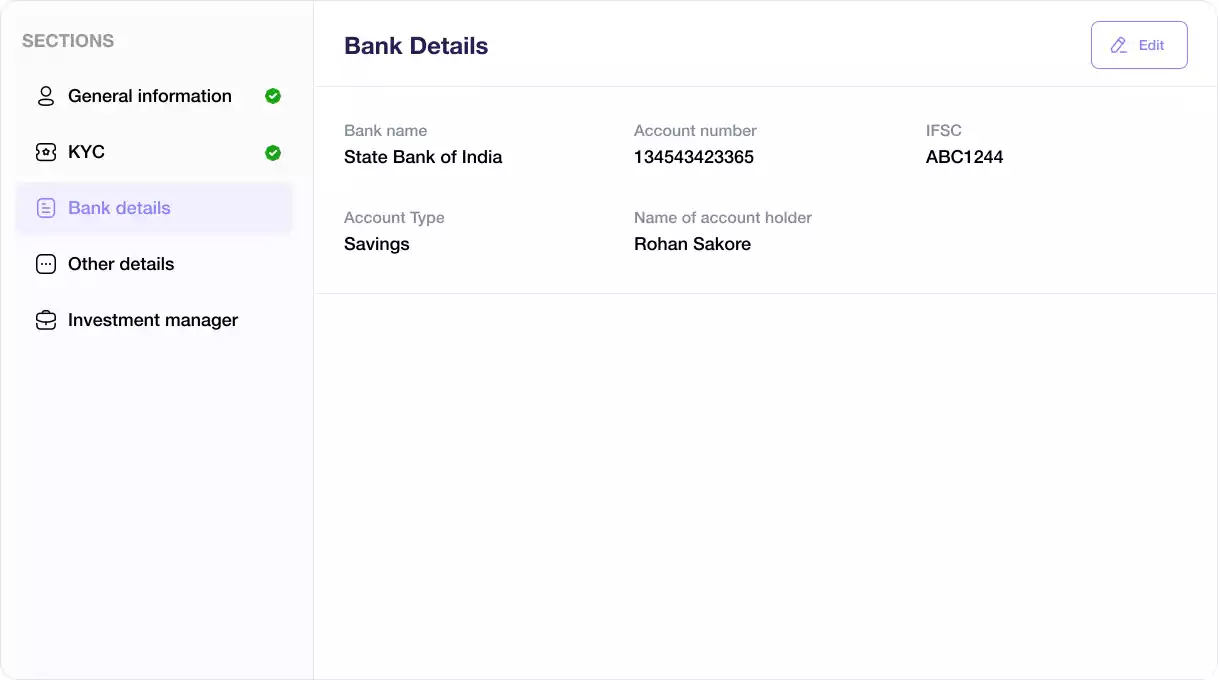 SECTIONS
General information
KYC
Bank details
Other details
Investment manager
Bank Details
Edit
Bank name
State Bank of India
Account number
134543423365
IFSC
ABC1244
Account Type
Savings
Name of account holder
Rohan Sakore